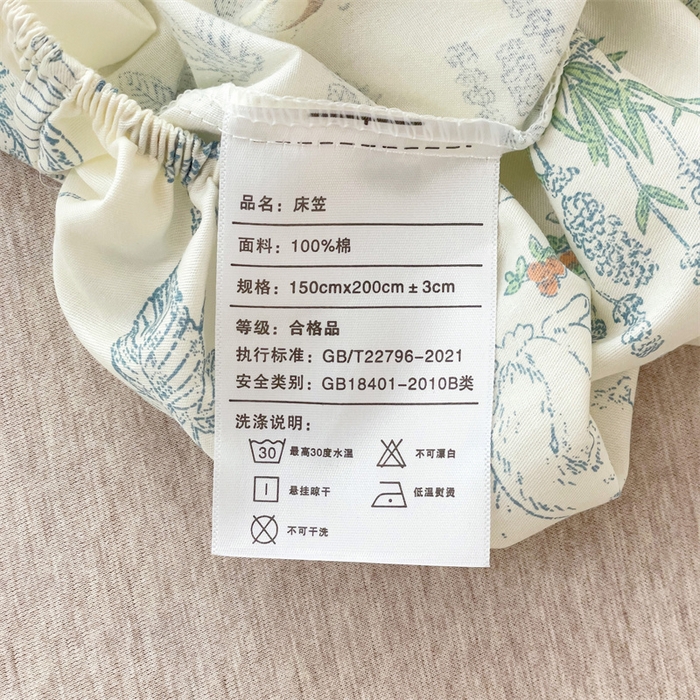 品名：床笠
面料：100%棉
规格：150cmx200cm±3cm
等级：合格品
执行标准：GB/T22796-2021
安全类别：GB18401-2010B类
洗涤说明：
30 最高30度水温 不可漂白
悬挂晾干 低温熨烫
不可干洗